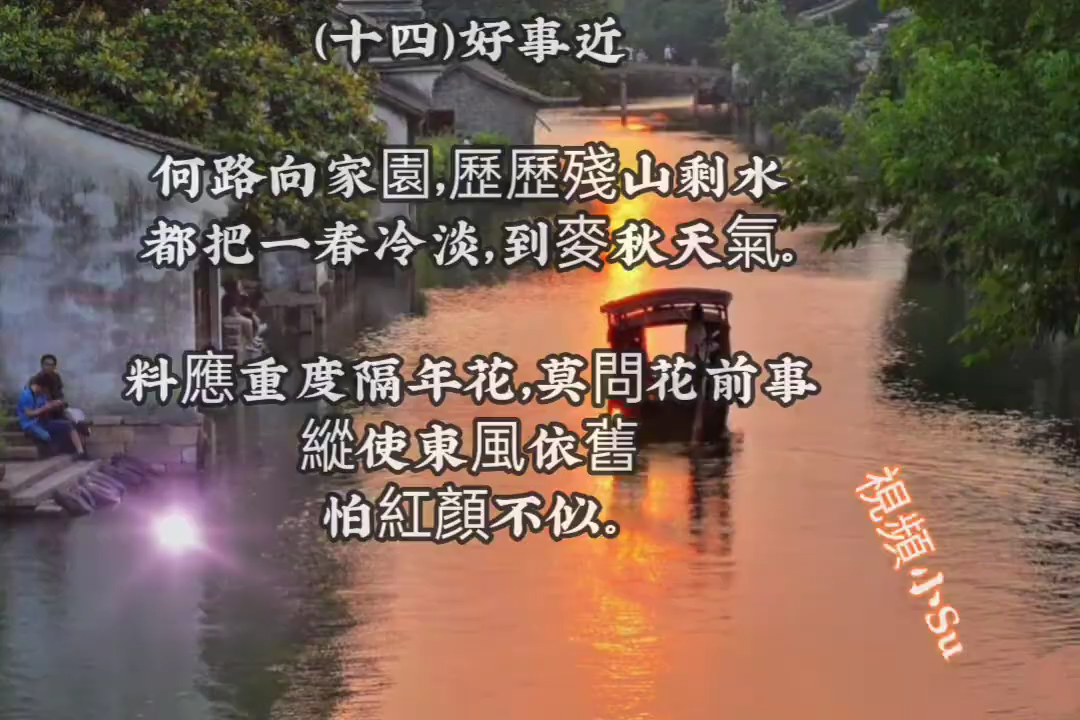 (十四)好事近
何路向家園,歷歷殘山剩水
都把一春冷淡,到麥秋天氣。
料應重度隔年花,莫問花前事
縱使東風依舊
怕紅顏不似。
視頻小Su